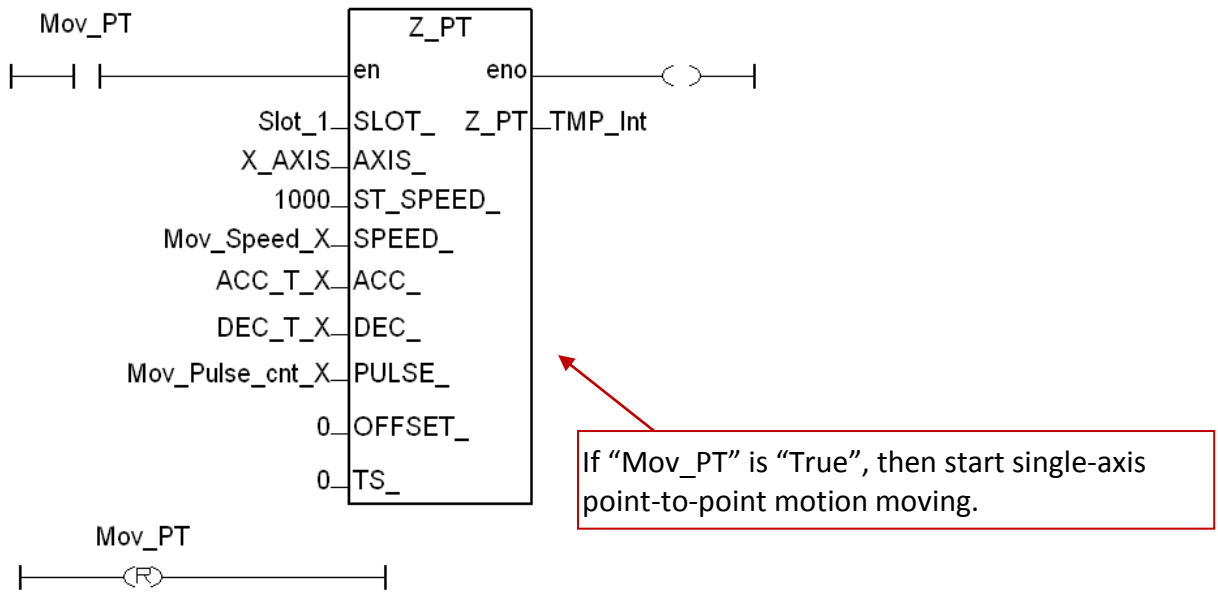 Mov_PT Z_PT
en eno
Slot_1 SLOT_ Z_PT TMP_Int
X_AXIS AXIS_
1000 ST_SPEED_
Mov_Speed_X SPEED_
ACC_T_X ACC_
DEC_T_X DEC_
Mov_Pulse_cnt_X PULSE_
0 OFFSET_
0 TS_
If “Mov_PT” is “True”, then start single-axis
point-to-point motion moving.
Mov_PT
R